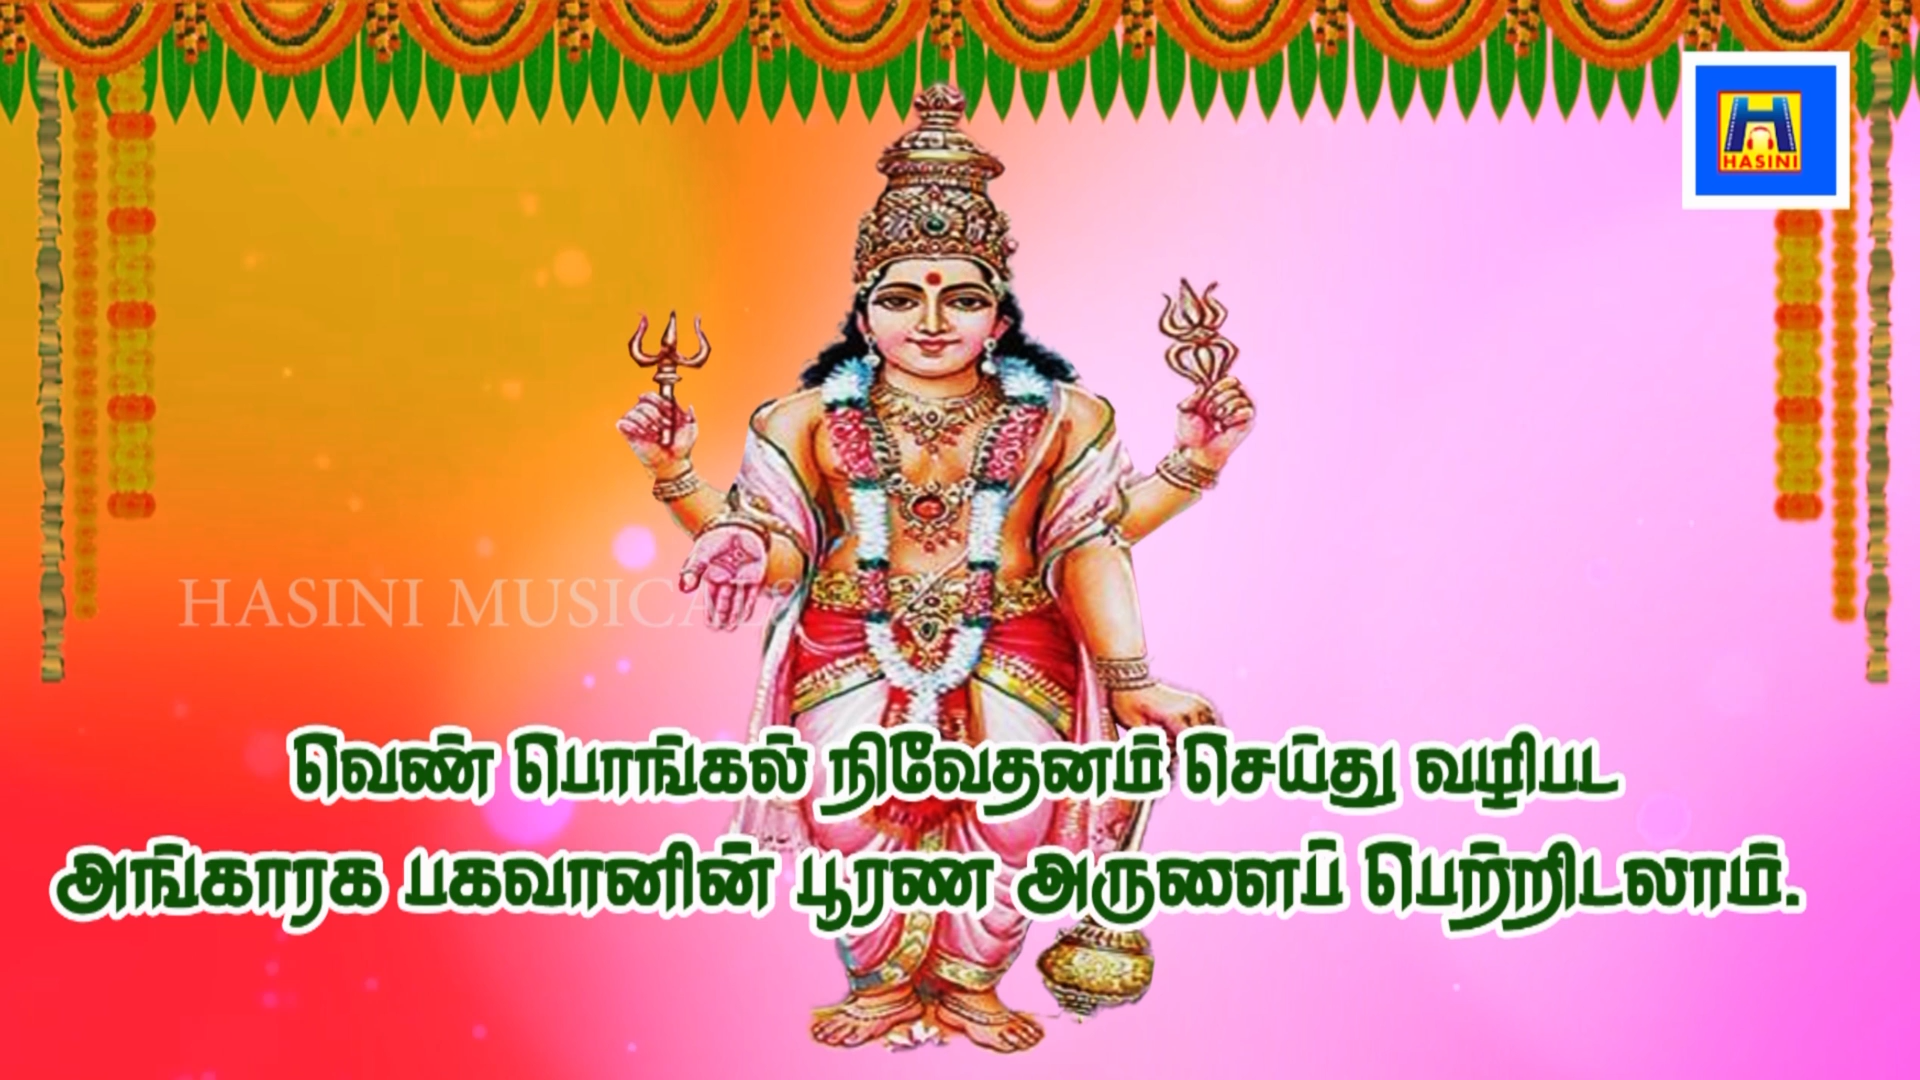 HASINI
HASINI MUSICALS
வெண் பொங்கல் நிவேதனம் செய்து வழிபட
அங்காரக பகவானின் பூரண அருளைப் பெற்றிடலாம்.